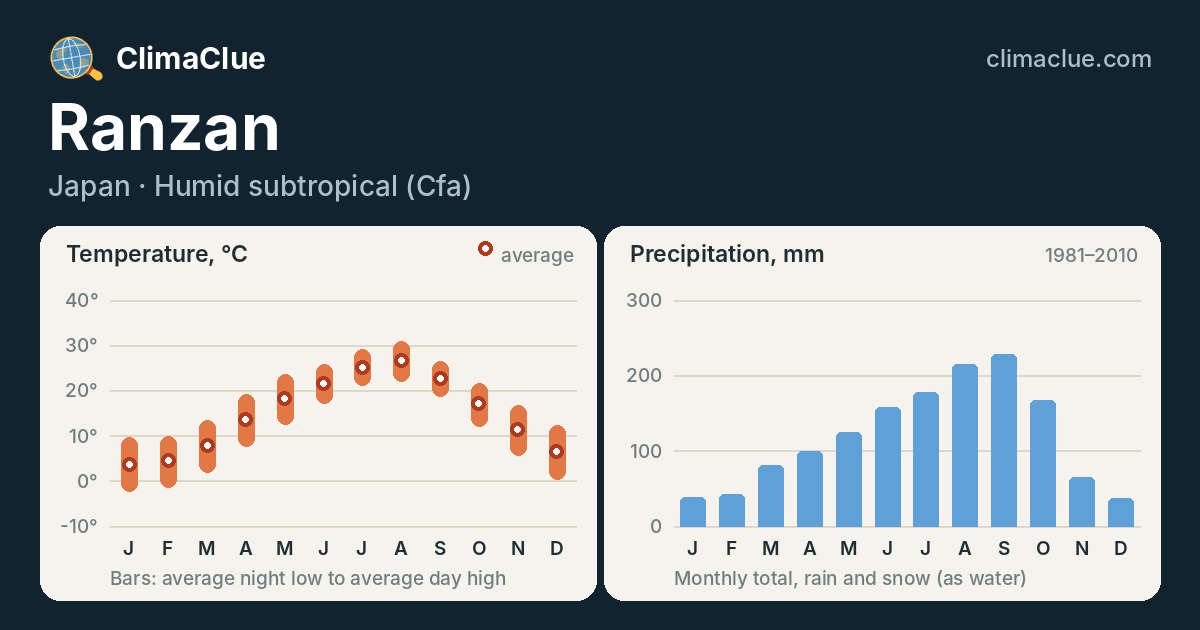 ClimaClue
climaclue.com
Ranzan
Japan · Humid subtropical (Cfa)
Temperature, °C
average
40°
30°
20°
10°
0°
-10°
J F M A M J J A S O N D
Bars: average night low to average day high
Precipitation, mm
1981–2010
300
200
100
0
J F M A M J J A S O N D
Monthly total, rain and snow (as water)